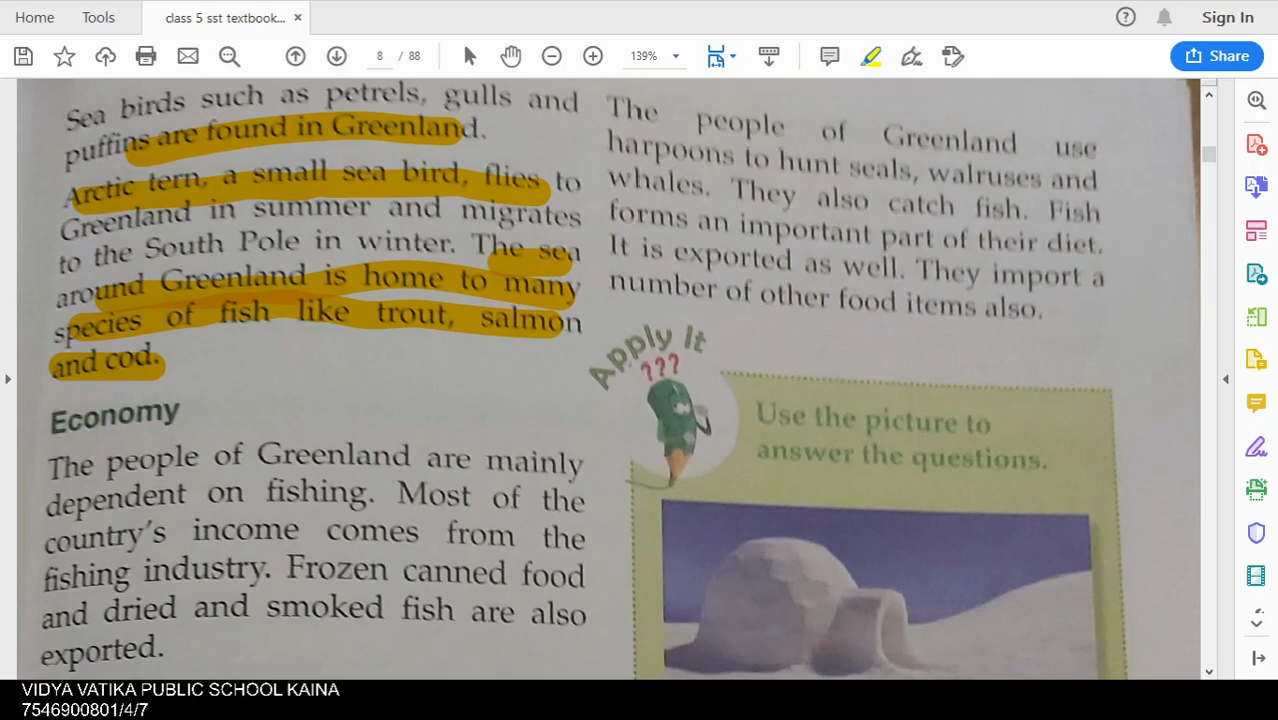 Home
Tools
class 5 sst textbook...
Sign In
8 / 88
139%
Share
Sea birds such as petrels, gulls and
puffins are found in Greenland.
Arctic tern, a small sea bird, flies to
Greenland in summer and migrates
to the South Pole in winter. The sea
around Greenland is home to many
species of fish like trout, salmon
and cod.
Economy
The people of Greenland are mainly
dependent on fishing. Most of the
country's income comes from the
fishing industry. Frozen canned food
and dried and smoked fish are also
exported.
The people of Greenland use
harpoons to hunt seals, walruses and
whales. They also catch fish. Fish
forms an important part of their diet.
It is exported as well. They import a
number of other food items also.
Apply It
???
Use the picture to
answer the questions.
VIDYA VATIKA PUBLIC SCHOOL KAINA
7546900801/4/7